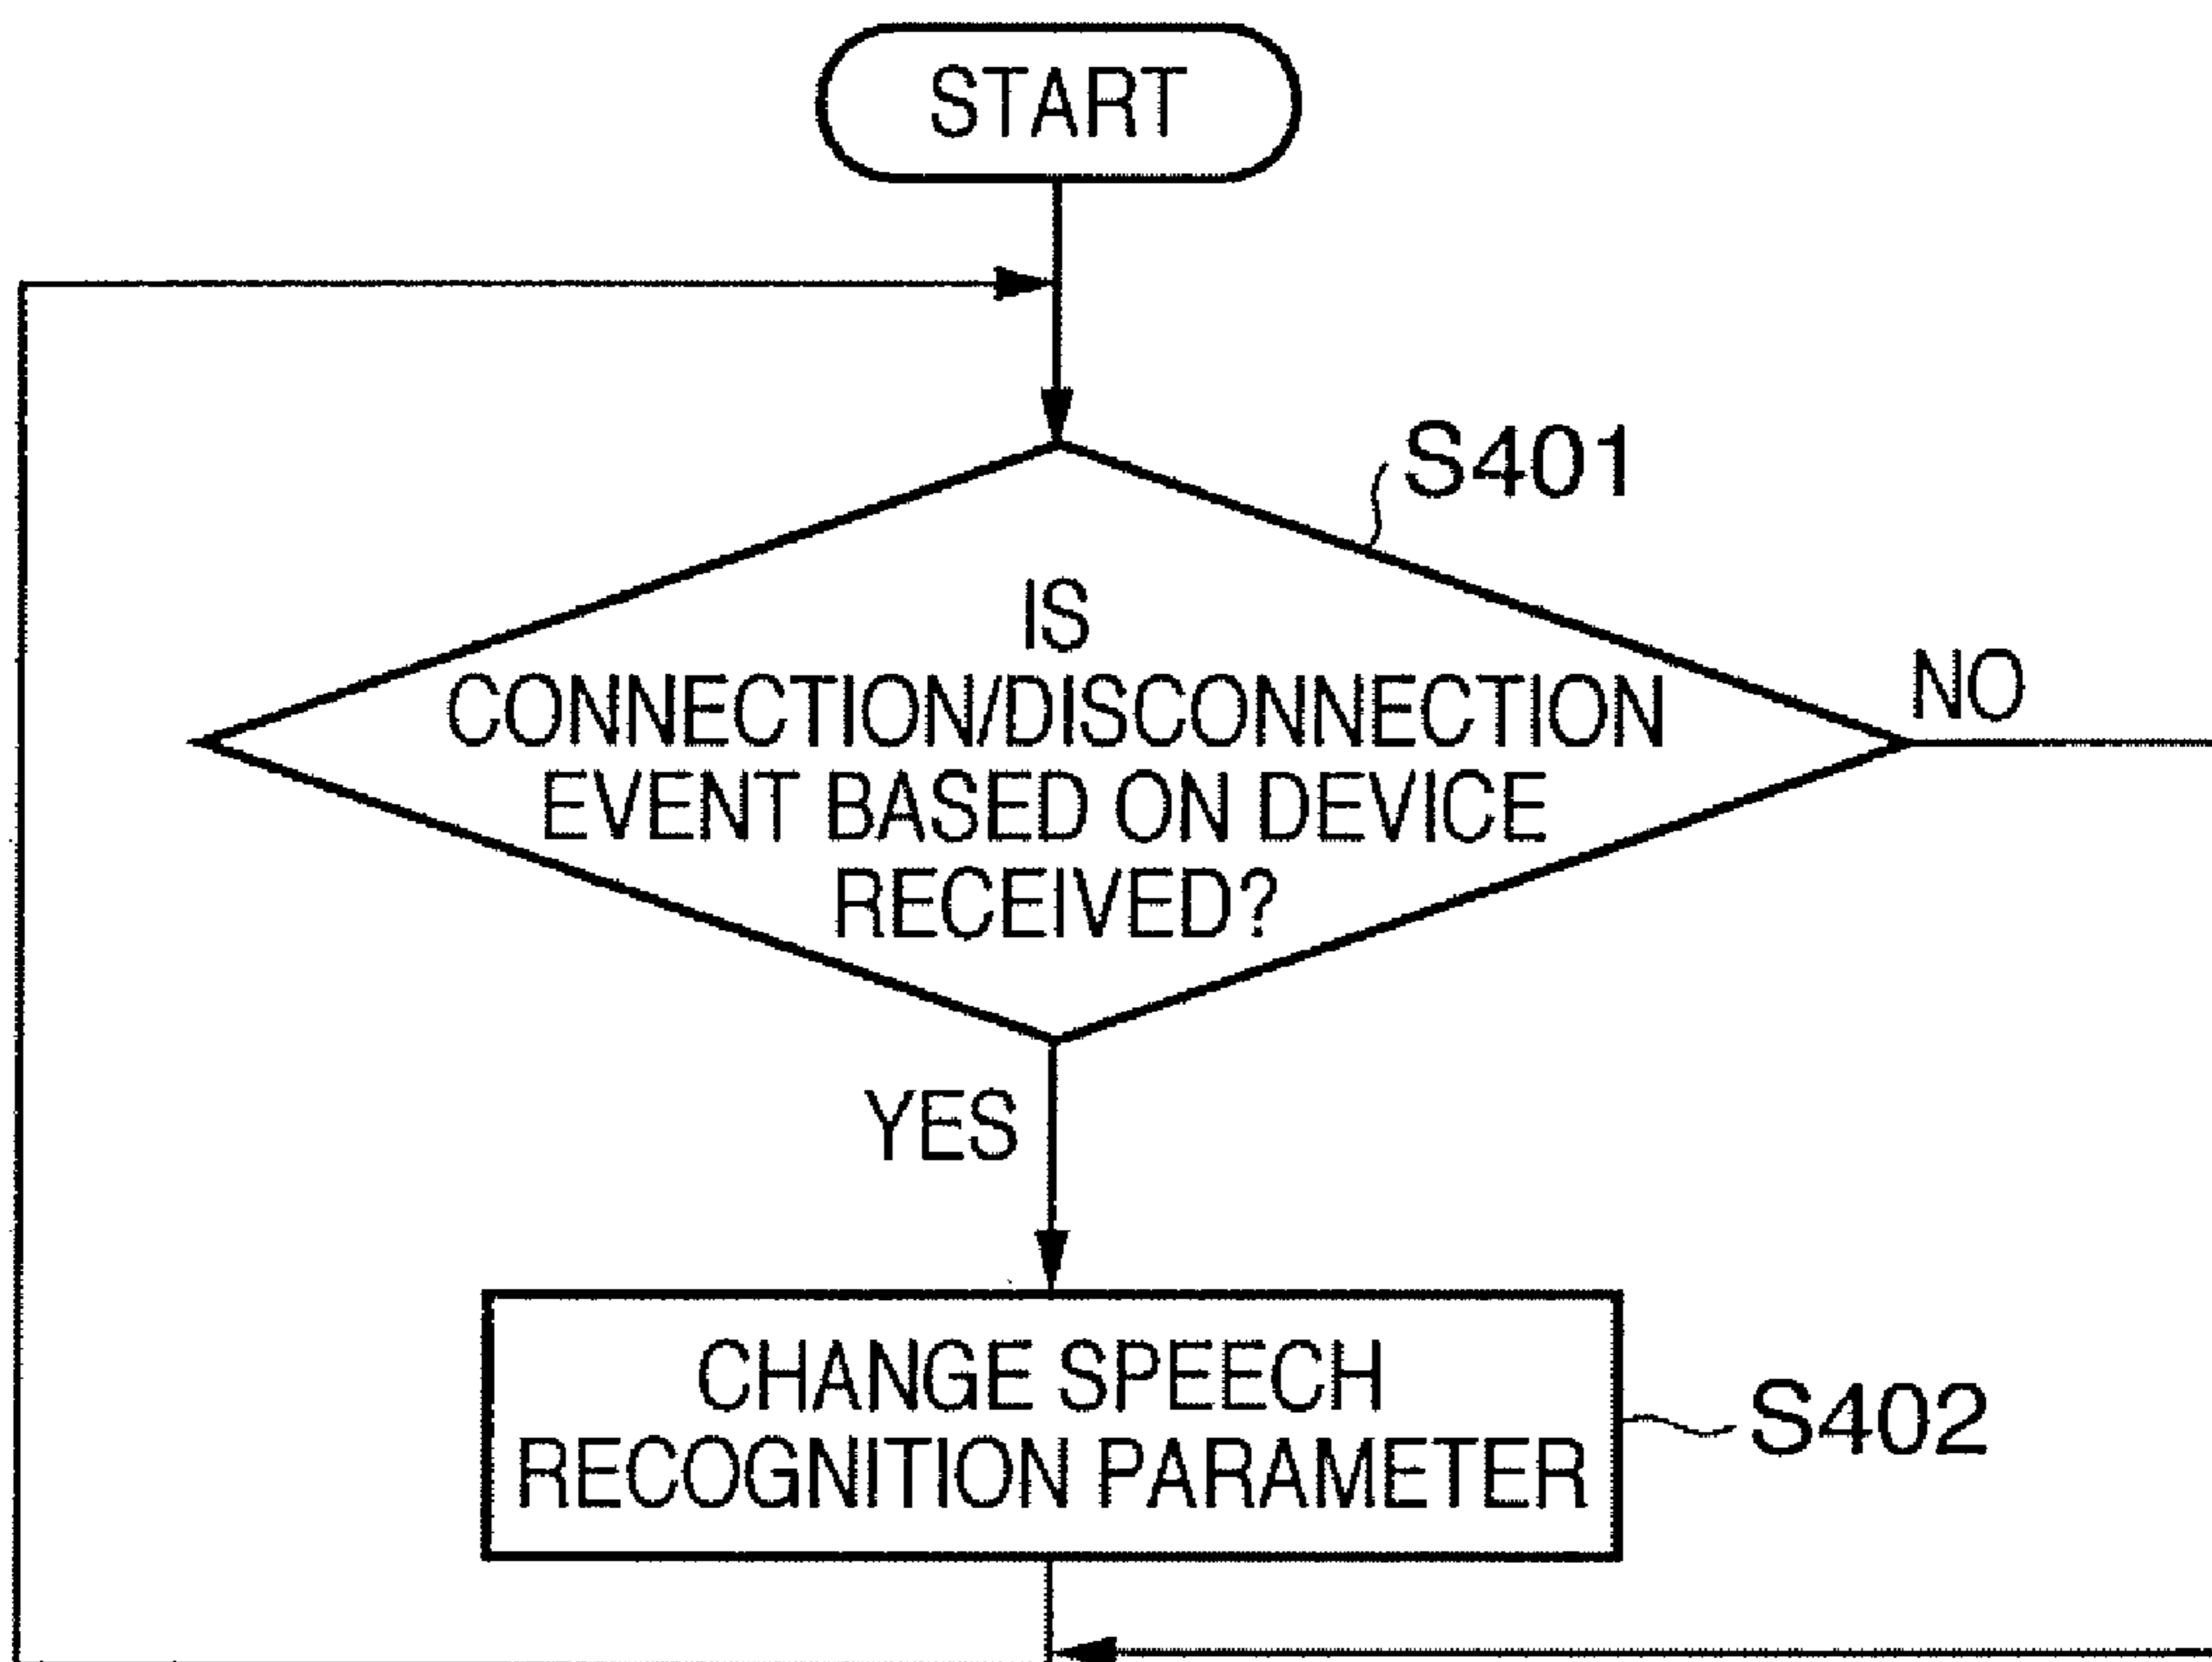 START
S401
IS
CONNECTION/DISCONNECTION
EVENT BASED ON DEVICE
RECEIVED?
NO
YES
CHANGE SPEECH
RECOGNITION PARAMETER
S402